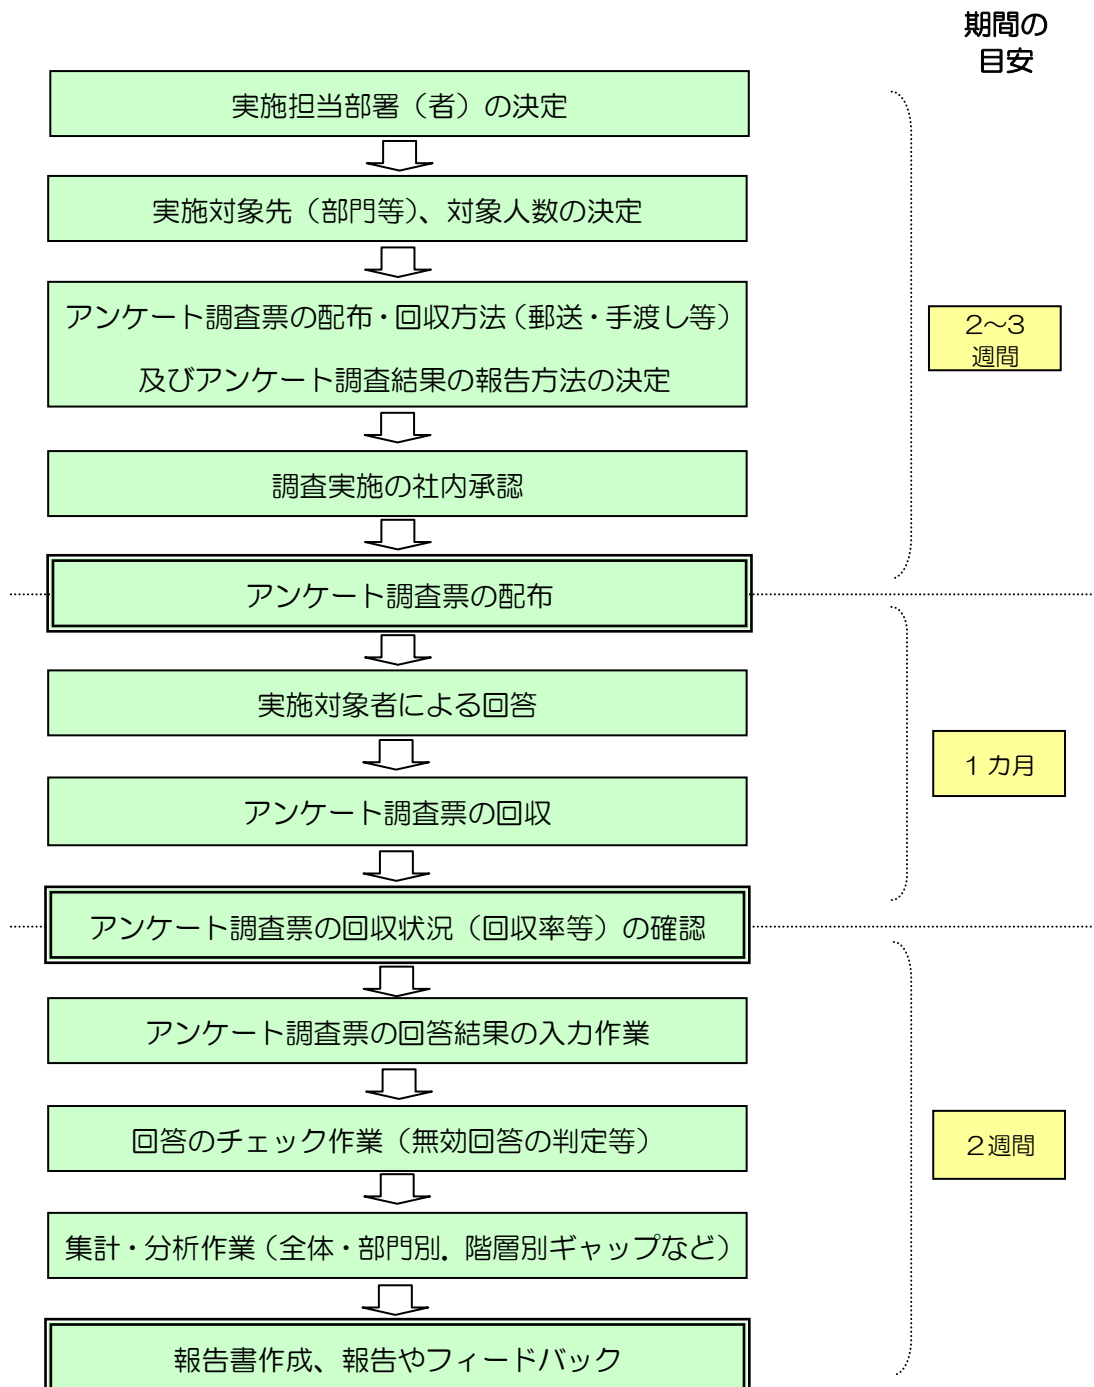 期間の
目安
実施担当部署（者）の決定
実施対象先（部門等）、対象人数の決定
アンケート調査票の配布・回収方法（郵送・手渡し等）
及びアンケート調査結果の報告方法の決定
2～3
週間
調査実施の社内承認
アンケート調査票の配布
実施対象者による回答
1カ月
アンケート調査票の回収
アンケート調査票の回収状況（回収率等）の確認
アンケート調査票の回答結果の入力作業
回答のチェック作業（無効回答の判定等）
2週間
集計・分析作業（全体・部門別．階層別ギャップなど）
報告書作成、報告やフィードバック